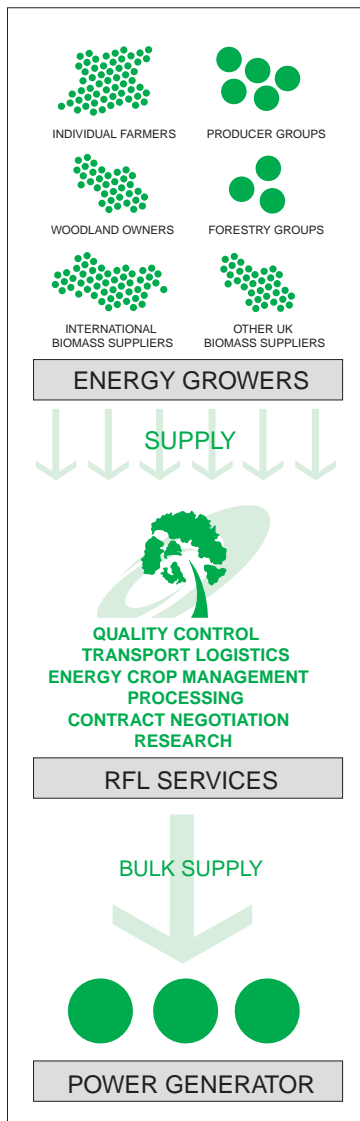 INDIVIDUAL FARMERS
PRODUCER GROUPS
WOODLAND OWNERS
FORESTRY GROUPS
INTERNATIONAL
BIOMASS SUPPLIERS
OTHER UK
BIOMASS SUPPLIERS
ENERGY GROWERS
SUPPLY
QUALITY CONTROL
TRANSPORT LOGISTICS
ENERGY CROP MANAGEMENT
PROCESSING
CONTRACT NEGOTIATION
RESEARCH
RFL SERVICES
BULK SUPPLY
POWER GENERATOR